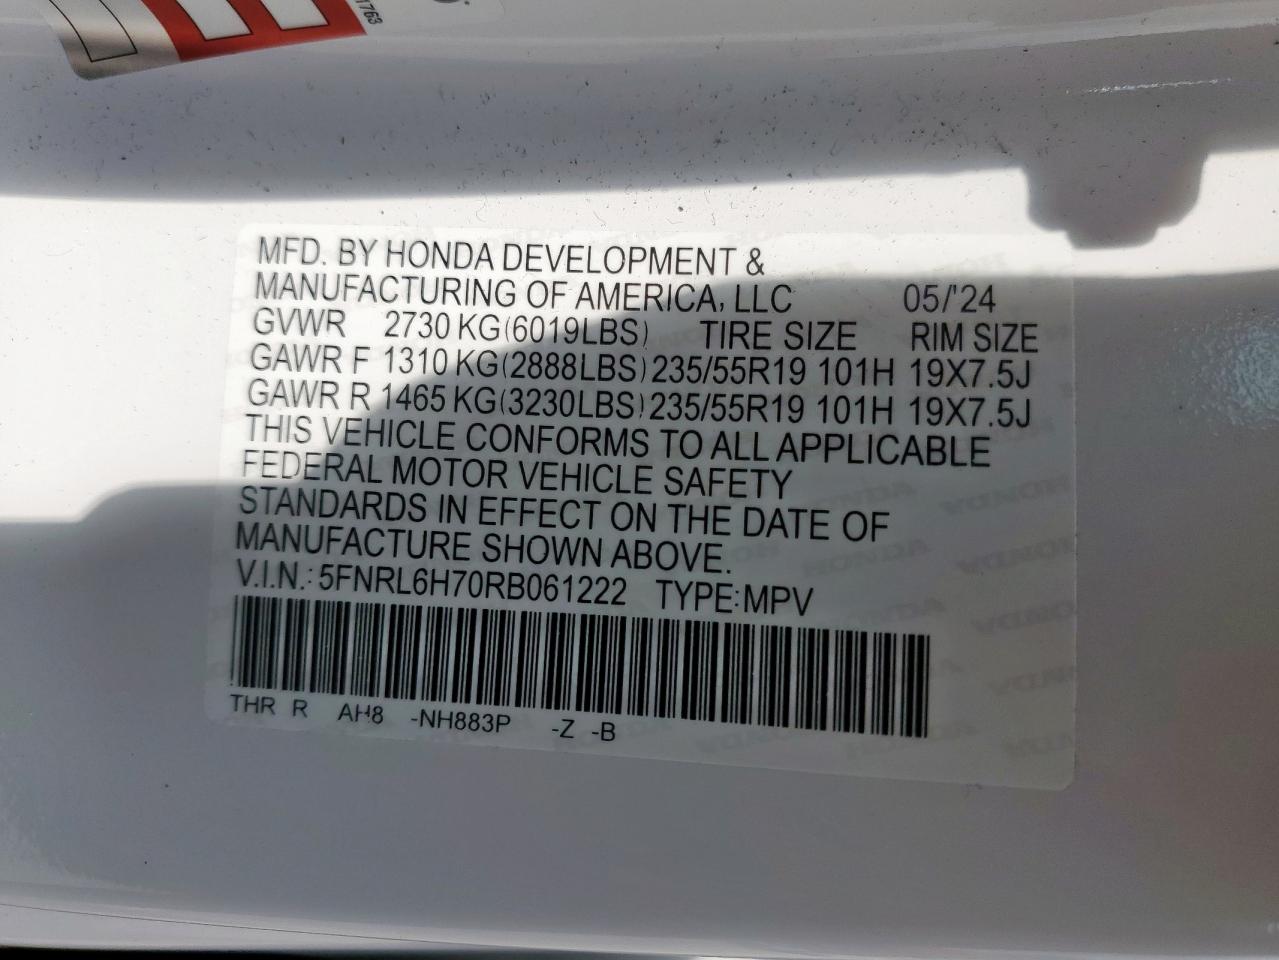 1763
MFD. BY HONDA DEVELOPMENT &
MANUFACTURING OF AMERICA, LLC 05/'24
GVWR 2730 KG(6019LBS) TIRE SIZE RIM SIZE
GAWR F 1310 KG(2888LBS) 235/55R19 101H 19X7.5J
GAWR R 1465 KG(3230LBS) 235/55R19 101H 19X7.5J
THIS VEHICLE CONFORMS TO ALL APPLICABLE
FEDERAL MOTOR VEHICLE SAFETY
STANDARDS IN EFFECT ON THE DATE OF
MANUFACTURE SHOWN ABOVE.
V.I.N.: 5FNRL6H70RB061222 TYPE:MPV
THR R AH8 -NH883P -Z -B